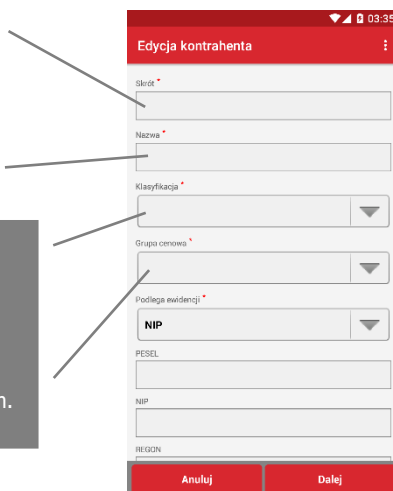 03:35
Edycja kontrahenta
Skrót *
Nazwa *
Klasyfikacja *
Grupa cenowa *
Podlega ewidencji *
NIP
PESEL
NIP
REGON
Anuluj Dalej